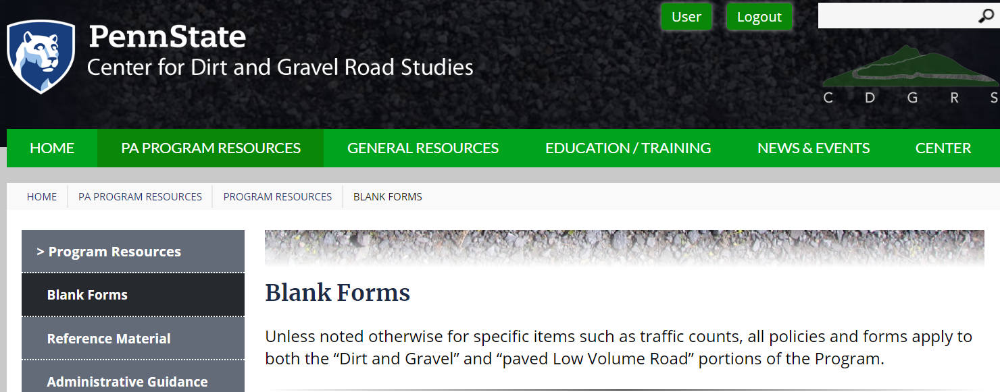 User
Logout
PennState
Center for Dirt and Gravel Road Studies
C D G R S
HOME
PA PROGRAM RESOURCES
GENERAL RESOURCES
EDUCATION / TRAINING
NEWS & EVENTS
CENTER
HOME
PA PROGRAM RESOURCES
PROGRAM RESOURCES
BLANK FORMS
> Program Resources
Blank Forms
Reference Material
Administrative Guidance
Blank Forms
Unless noted otherwise for specific items such as traffic counts, all policies and forms apply to
both the “Dirt and Gravel” and “paved Low Volume Road” portions of the Program.